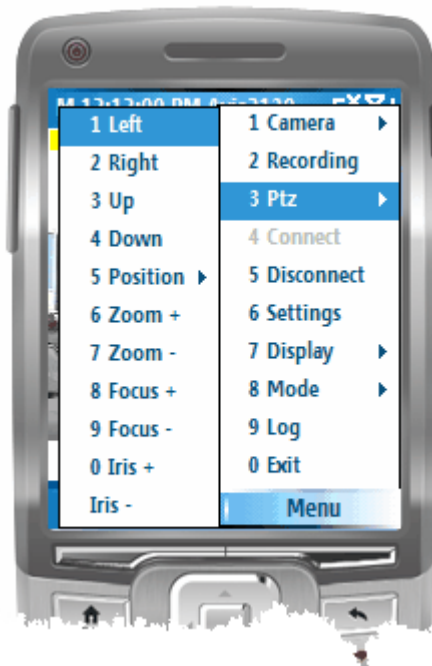 1 Left
2 Right
3 Up
4 Down
5 Position
6 Zoom +
7 Zoom -
8 Focus +
9 Focus -
0 Iris +
Iris -
1 Camera
2 Recording
3 Ptz
4 Connect
5 Disconnect
6 Settings
7 Display
8 Mode
9 Log
0 Exit
Menu